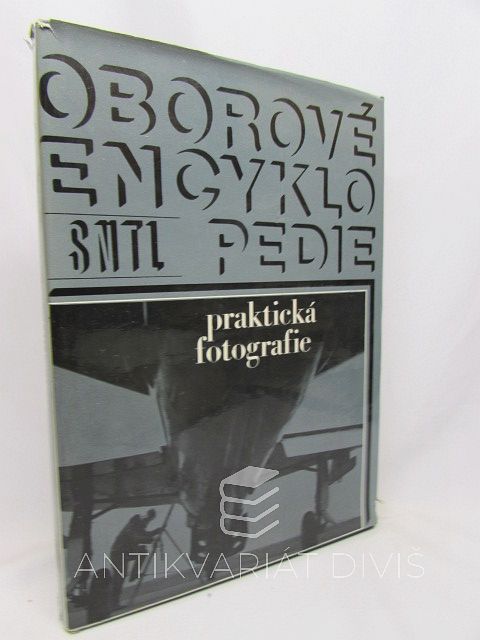 OBOROVÉ
ENCYKLO
SNTL PEDIE
praktická
fotografie
ANTIKVARIÁT DIVIŠ